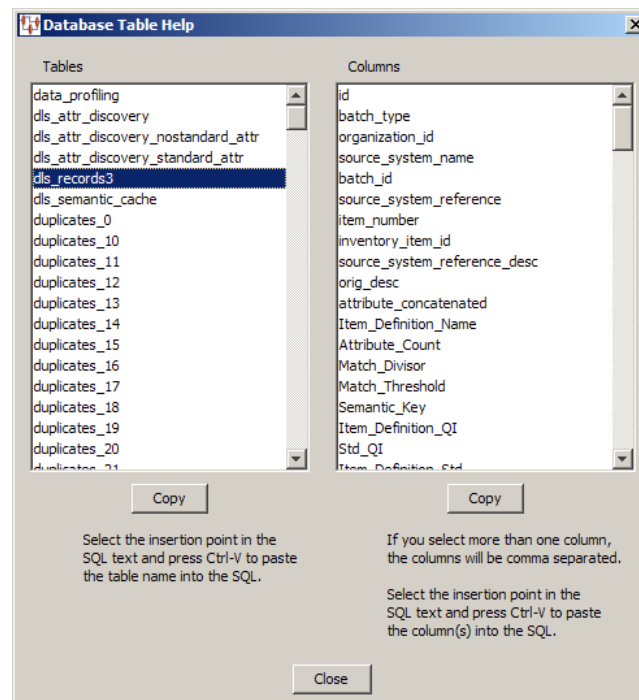 Database Table Help
Tables
data_profiling
dls_attr_discovery
dls_attr_discovery_nostandard_attr
dls_attr_discovery_standard_attr
dls_records3
dls_semantic_cache
duplicates_0
duplicates_10
duplicates_11
duplicates_12
duplicates_13
duplicates_14
duplicates_15
duplicates_16
duplicates_17
duplicates_18
duplicates_19
duplicates_20
duplicates_21
Copy
Select the insertion point in the
SQL text and press Ctrl-V to paste
the table name into the SQL.
Columns
id
batch_type
organization_id
source_system_name
batch_id
source_system_reference
item_number
inventory_item_id
source_system_reference_desc
orig_desc
attribute_concatenated
Item_Definition_Name
Attribute_Count
Match_Divisor
Match_Threshold
Semantic_Key
Item_Definition_QI
Std_QI
Item_Definition_Std
Copy
If you select more than one column,
the columns will be comma separated.
Select the insertion point in the
SQL text and press Ctrl-V to paste
the column(s) into the SQL.
Close